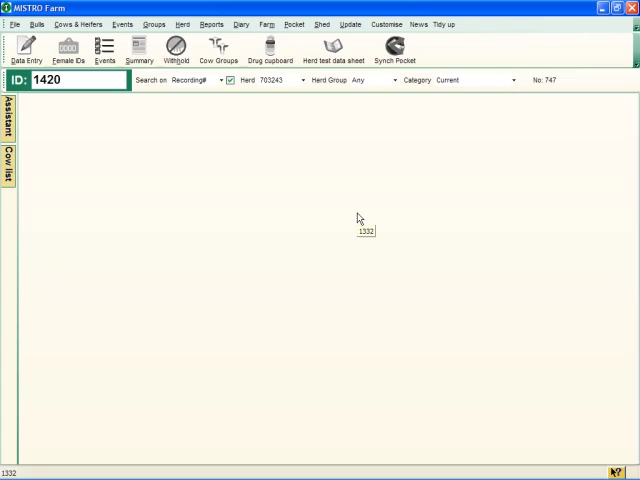 MISTRO Farm
File Bulls Cows & Heifers Events Groups Herd Reports Diary Farm Pocket Shed Update Customise News Tidy up
Data Entry Female IDs Events Summary Withhold Cow Groups Drug cupboard Herd test data sheet Synch Pocket
ID: 1420 Search on Recording# Herd 703243 Herd Group Any Category Current No: 747
Assistant
Cow list
1332
1332